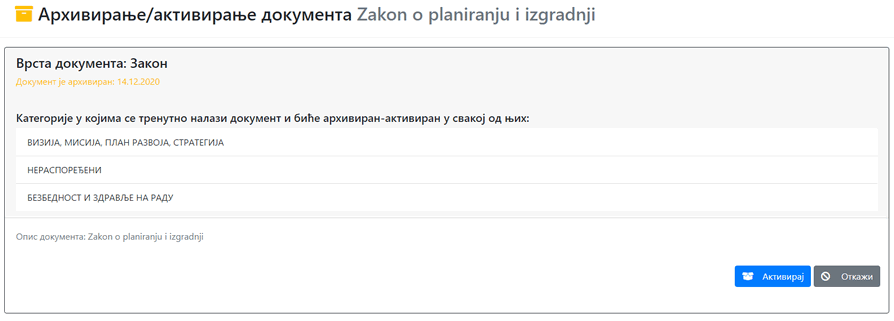 Архивирање/активирање документа Zakon o planiranju i izgradnji
Врста документа: Закон
Документ је архивиран: 14.12.2020
Категорије у којима се тренутно налази документ и биће архивиран-активиран у свакој од њих:
ВИЗИЈА, МИСИЈА, ПЛАН РАЗВОЈА, СТРАТЕГИЈА
НЕРАСПОРЕЂЕНИ
БЕЗБЕДНОСТ И ЗДРАВЉЕ НА РАДУ
Опис документа: Zakon o planiranju i izgradnji
Активирај Откажи